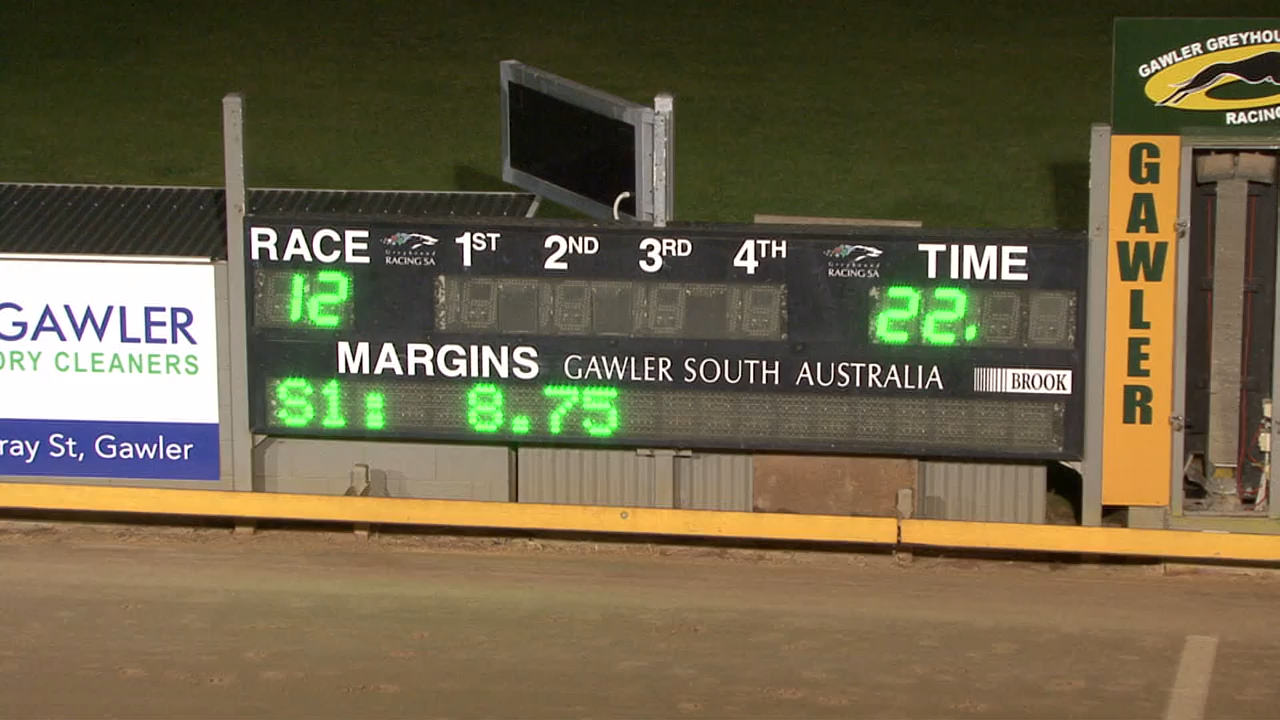 GAWLER GREYHOU
RACING
GAWLER
RACE
Greyhound
RACING SA
1ST 2ND 3RD 4TH
Greyhound
RACING SA
TIME
12
22.
MARGINS GAWLER SOUTH AUSTRALIA BROOK
S1: 8.75
GAWLER
DRY CLEANERS
ray St, Gawler